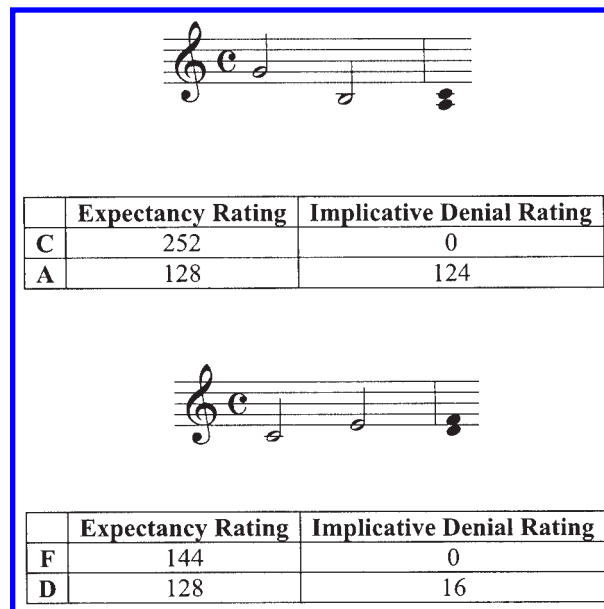 Expectancy Rating Implicative Denial Rating
C 252 0
A 128 124
Expectancy Rating Implicative Denial Rating
F 144 0
D 128 16